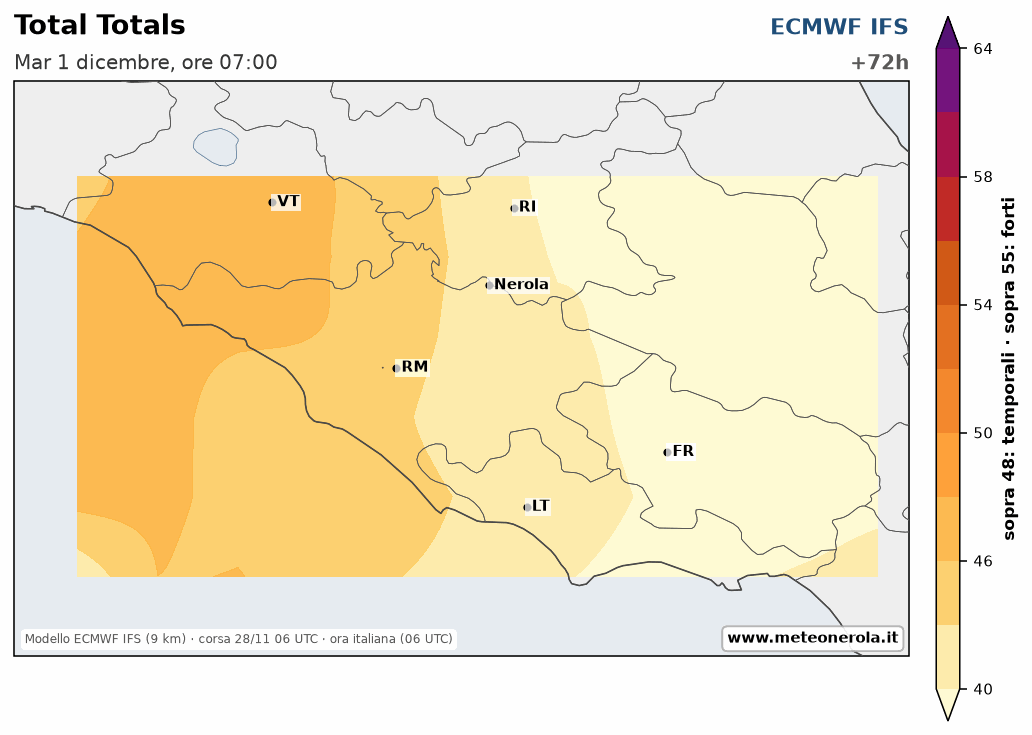 Total Totals
ECMWF IFS
Mar 1 dicembre, ore 07:00
+72h
64
58
54
50
46
40
sopra 48: temporali · sopra 55: forti
VT
RI
Nerola
RM
FR
LT
Modello ECMWF IFS (9 km) · corsa 28/11 06 UTC · ora italiana (06 UTC)
www.meteonerola.it